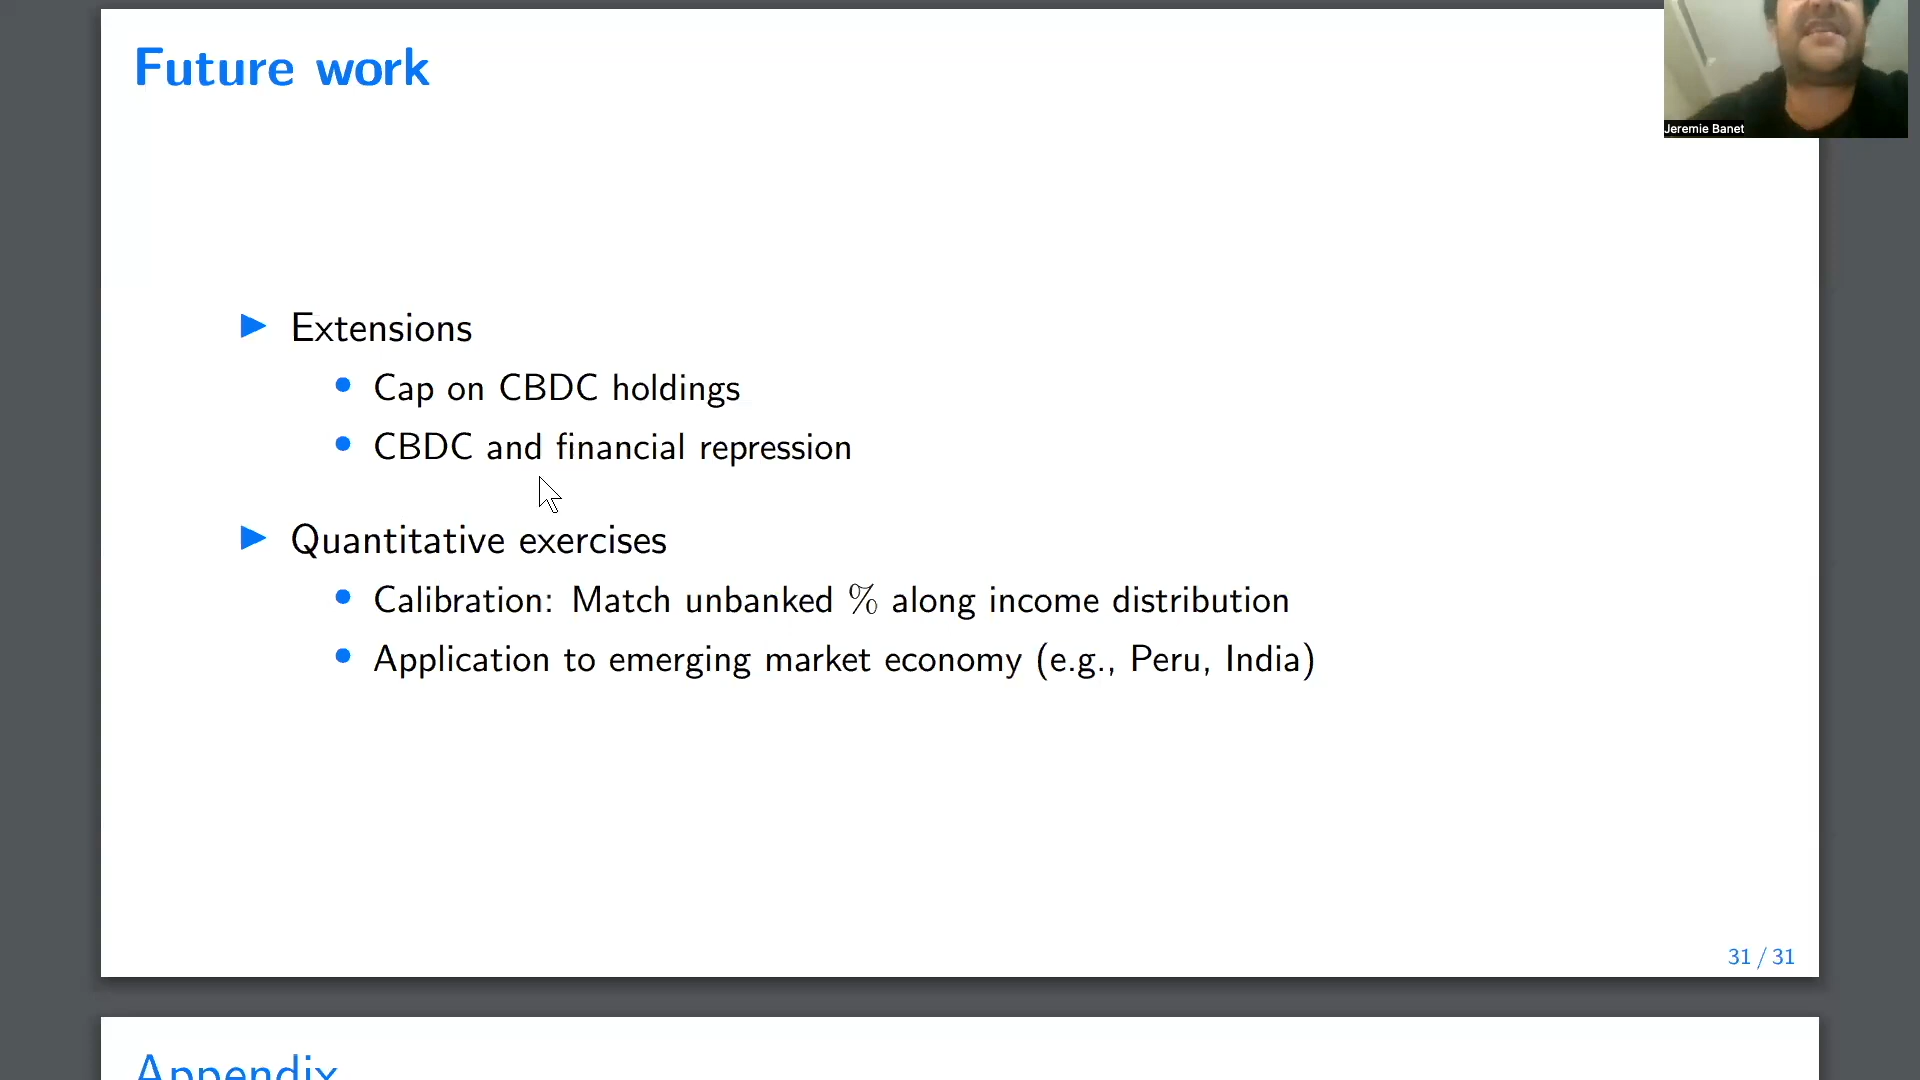 Future work
Jeremie Banet
Extensions
Cap on CBDC holdings
CBDC and financial repression
Quantitative exercises
Calibration: Match unbanked % along income distribution
Application to emerging market economy (e.g., Peru, India)
31 / 31
Appendix